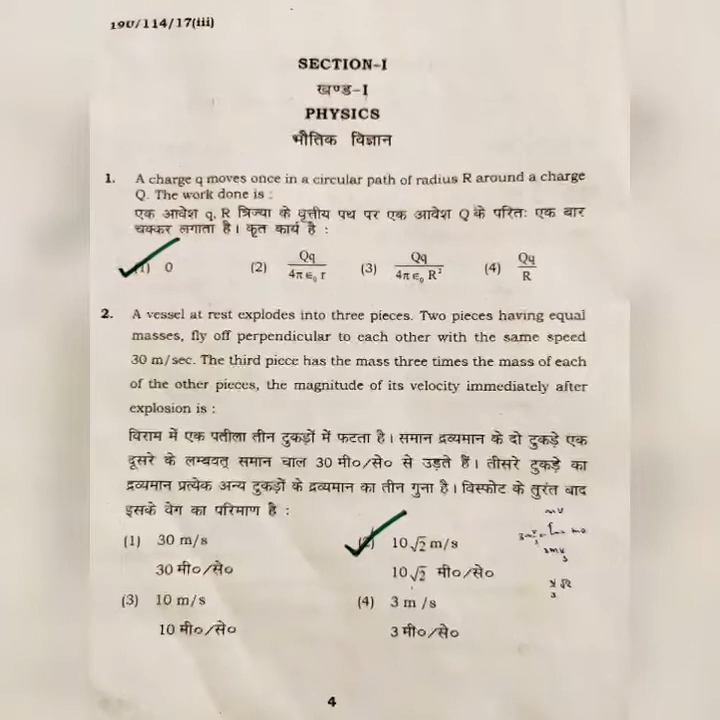 19U/114/17(iii)
SECTION-I
खण्ड-I
PHYSICS
भौतिक विज्ञान
1. A charge q moves once in a circular path of radius R around a charge
Q. The work done is :
एक आवेश q, R त्रिज्या के वृत्तीय पथ पर एक आवेश Q के परितः एक बार
चक्कर लगाता है। कृत कार्य है :
(1) 0 (2) Qq / 4π ϵ₀ r (3) Qq / 4π ϵ₀ R² (4) Qq / R
2. A vessel at rest explodes into three pieces. Two pieces having equal
masses, fly off perpendicular to each other with the same speed
30 m/sec. The third piece has the mass three times the mass of each
of the other pieces, the magnitude of its velocity immediately after
explosion is :
विराम में एक पतीला तीन टुकड़ों में फटता है। समान द्रव्यमान के दो टुकड़े एक
दूसरे के लम्बवत् समान चाल 30 मी०/से० से उड़ते हैं। तीसरे टुकड़े का
द्रव्यमान प्रत्येक अन्य टुकड़ों के द्रव्यमान का तीन गुना है। विस्फोट के तुरंत बाद
इसके वेग का परिमाण है :
(1) 30 m/s (2) 10√2 m/s
30 मी०/से० 10√2 मी०/से०
(3) 10 m/s (4) 3 m /s
10 मी०/से० 3 मी०/से०
4